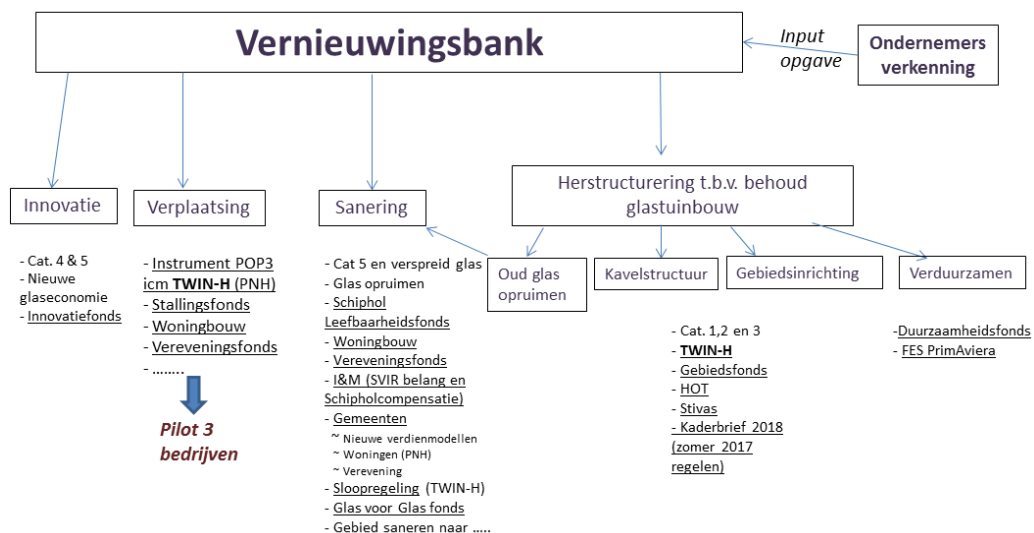 Vernieuwingsbank
Input
opgave
Ondernemers
verkenning
Innovatie
Verplaatsing
Sanering
Herstructurering t.b.v. behoud
glastuinbouw
Oud glas
opruimen
Kavelstructuur
Gebiedsinrichting
Verduurzamen
- Cat. 4 & 5
- Nieuwe
glaseconomie
- Innovatiefonds
- Instrument POP3
icm TWIN-H (PNH)
- Stallingsfonds
- Woningbouw
- Vereveningsfonds
- ........
Pilot 3
bedrijven
- Cat 5 en verspreid glas
- Glas opruimen
- Schiphol
Leefbaarheidsfonds
- Woningbouw
- Vereveningsfonds
- I&M (SVIR belang en
Schipholcompensatie)
- Gemeenten
~ Nieuwe verdienmodellen
~ Woningen (PNH)
~ Verevening
- Sloopregeling (TWIN-H)
- Glas voor Glas fonds
- Gebied saneren naar .....
- Cat. 1,2 en 3
- TWIN-H
- Gebiedsfonds
- HOT
- Stivas
- Kaderbrief 2018
(zomer 2017
regelen)
-Duurzaamheidsfonds
- FES PrimAviera